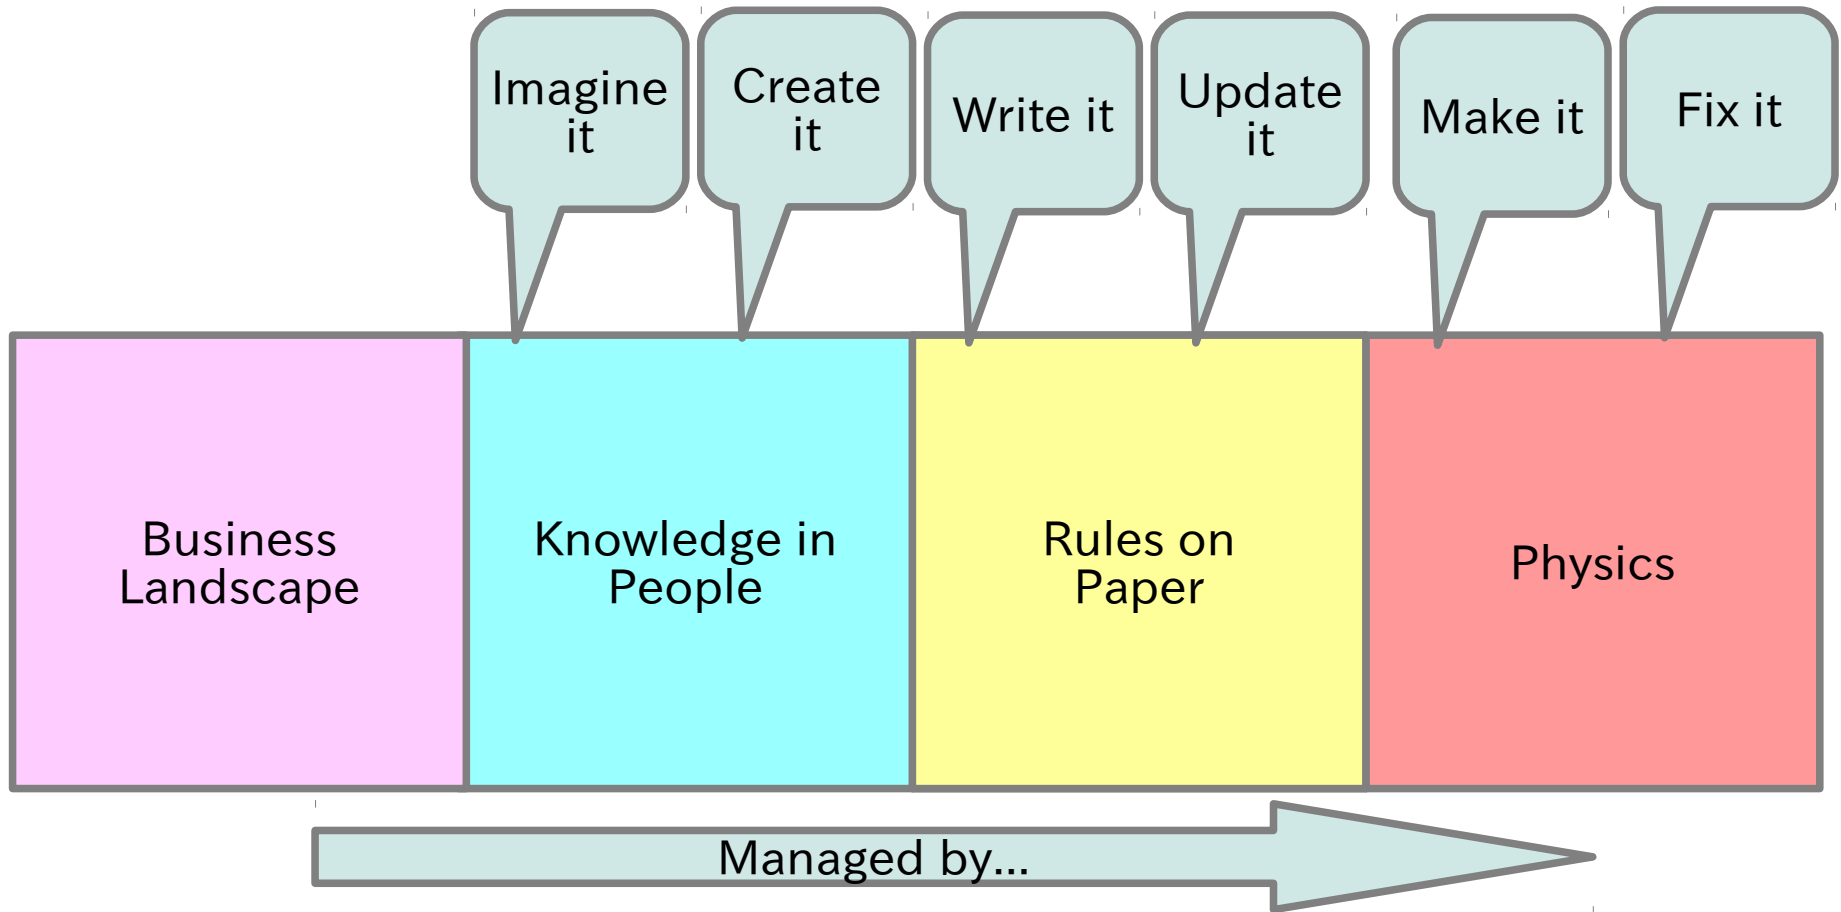 Imagine
it
Create
it
Write it
Update
it
Make it
Fix it
Business
Landscape
Knowledge in
People
Rules on
Paper
Physics
Managed by...